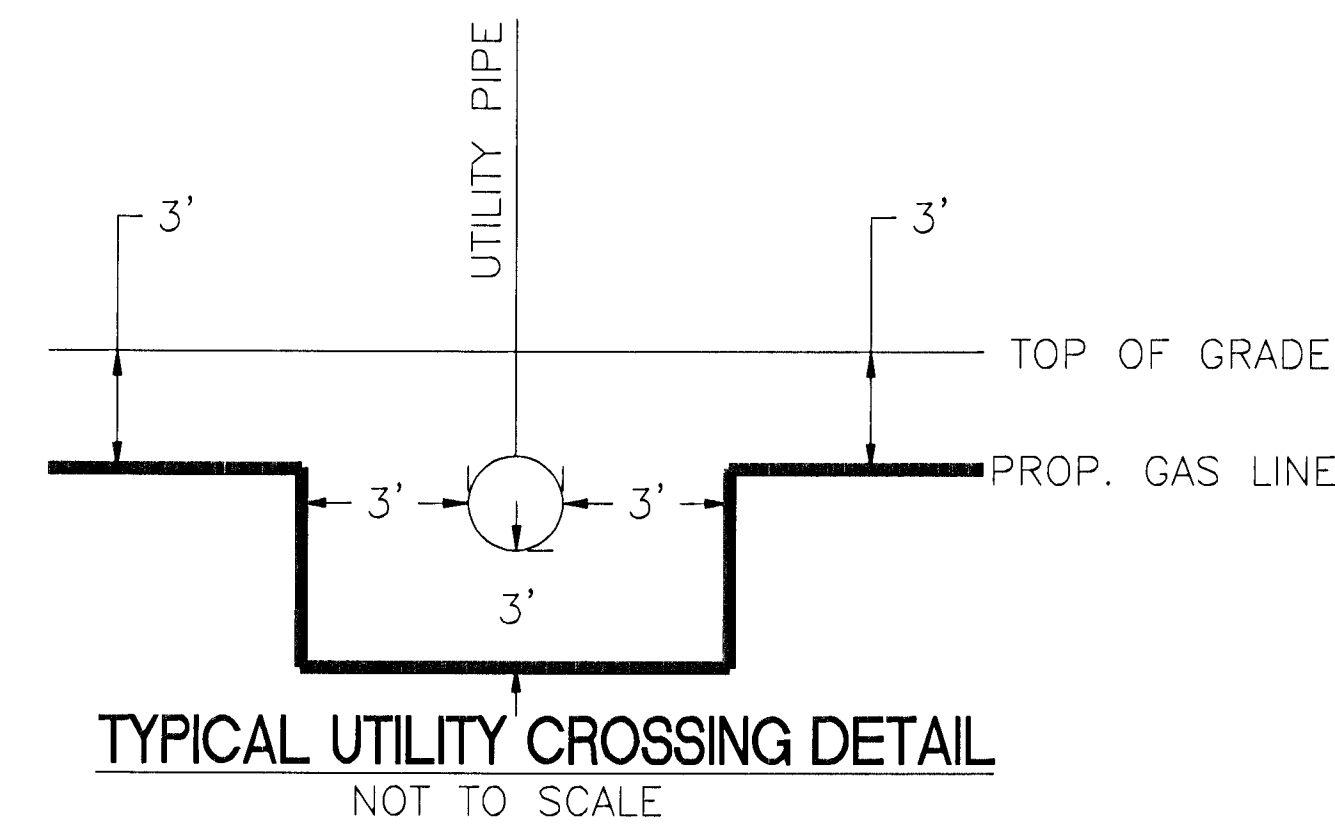 UTILITY PIPE
3'
3'
TOP OF GRADE
PROP. GAS LINE
3'
3'
3'
TYPICAL UTILITY CROSSING DETAIL
NOT TO SCALE